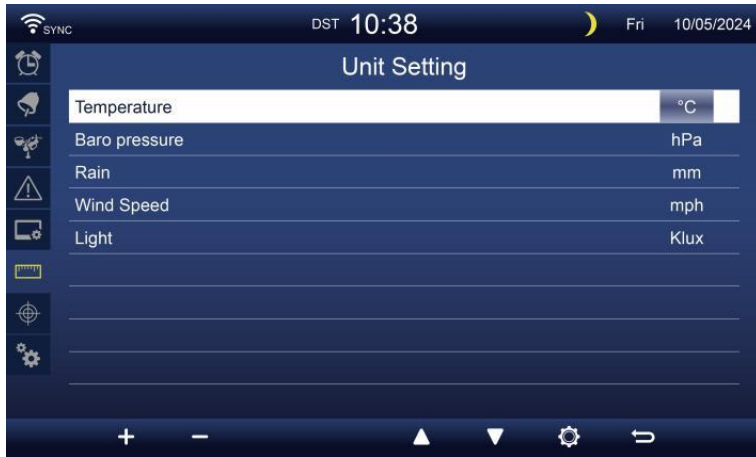 SYNC DST 10:38 Fri 10/05/2024
Unit Setting
Temperature °C
Baro pressure hPa
Rain mm
Wind Speed mph
Light Klux